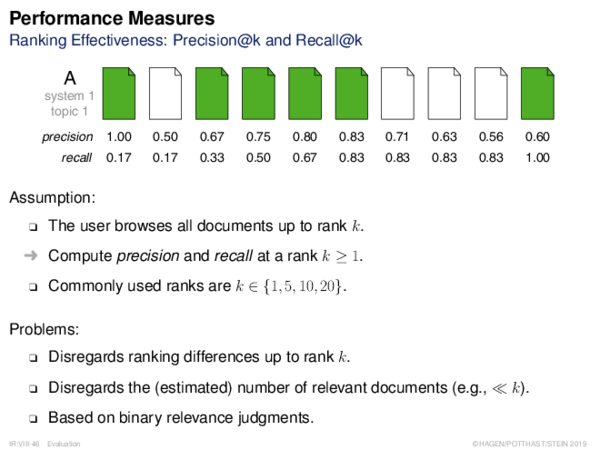 Performance Measures
Ranking Effectiveness: Precision@k and Recall@k
A
system 1
topic 1
precision 1.00 0.50 0.67 0.75 0.80 0.83 0.71 0.63 0.56 0.60
recall 0.17 0.17 0.33 0.50 0.67 0.83 0.83 0.83 0.83 1.00
Assumption:
❑ The user browses all documents up to rank k.
➜ Compute precision and recall at a rank k ≥ 1.
❑ Commonly used ranks are k ∈ {1, 5, 10, 20}.
Problems:
❑ Disregards ranking differences up to rank k.
❑ Disregards the (estimated) number of relevant documents (e.g., ≪ k).
❑ Based on binary relevance judgments.
IR:VIII-46 Evaluation ©HAGEN/POTTHAST/STEIN 2019